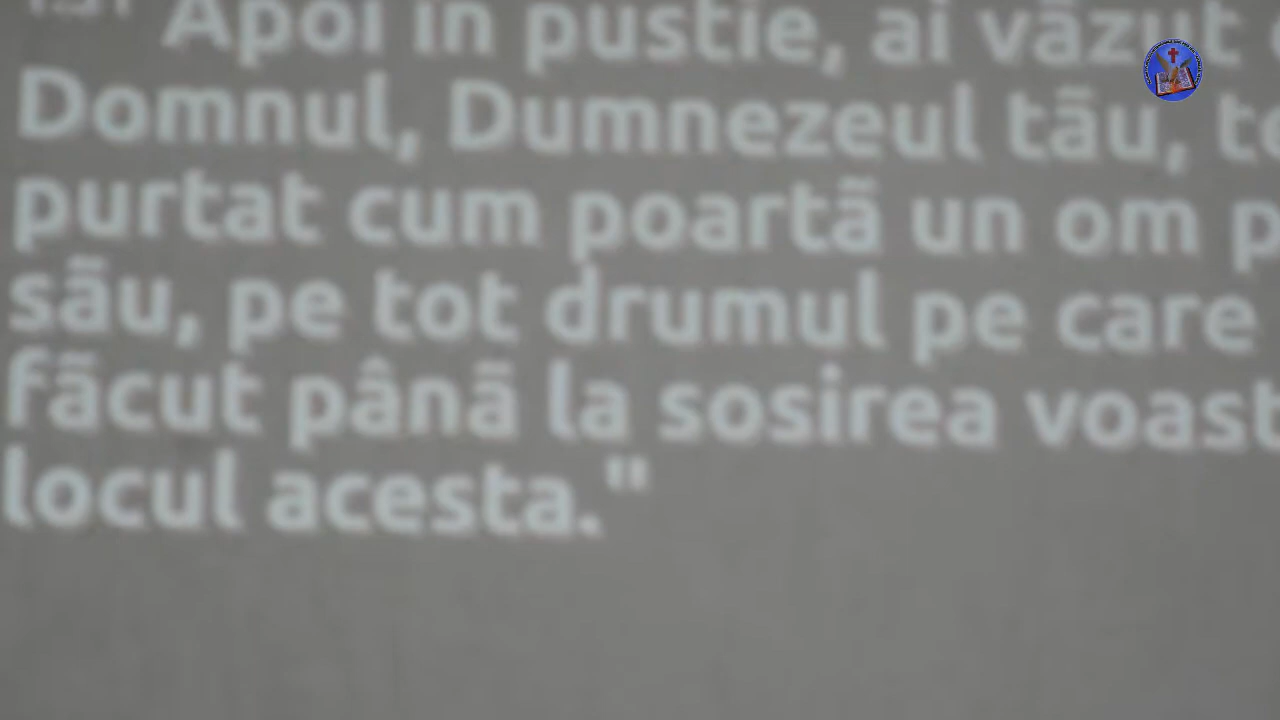 Apoi în pustie, ai văzut
Domnul, Dumnezeul tău, te
purtat cum poartă un om p
său, pe tot drumul pe care
făcut până la sosirea voast
locul acesta."